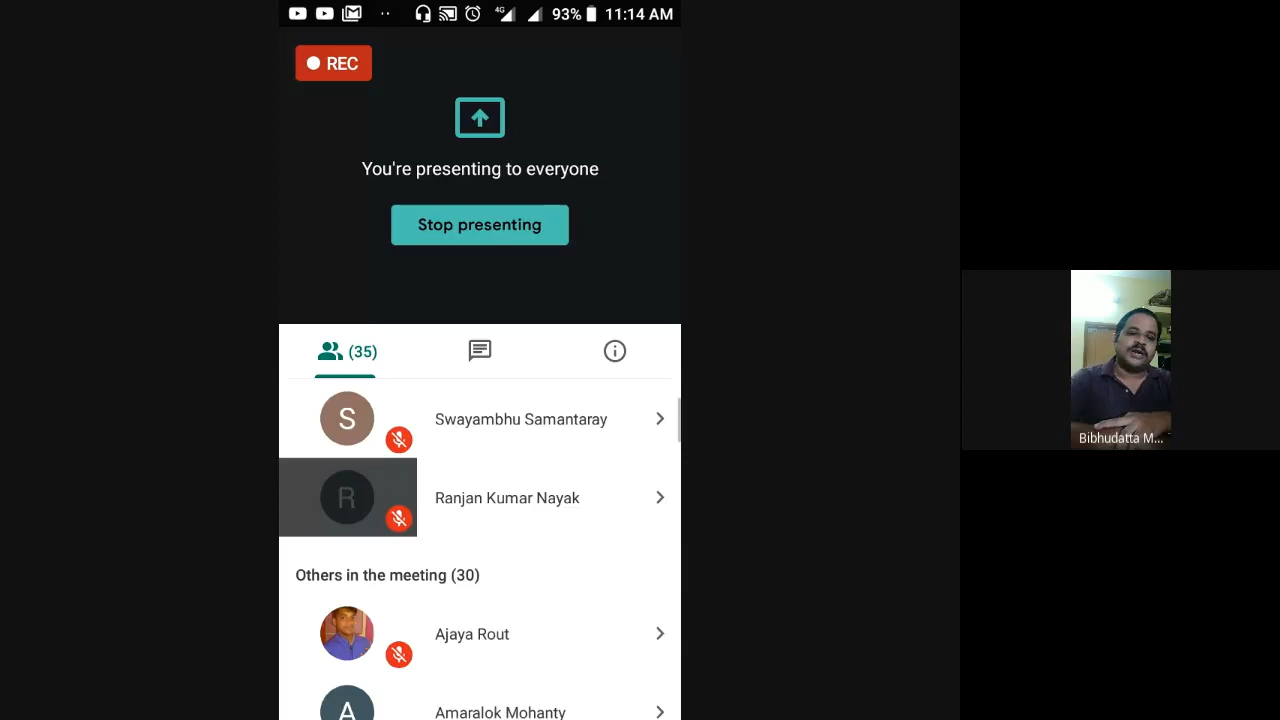 4G 93% 11:14 AM
REC
You're presenting to everyone
Stop presenting
(35)
S Swayambhu Samantaray
R Ranjan Kumar Nayak
Others in the meeting (30)
Ajaya Rout
A Amaralok Mohanty
Bibhudatta M...